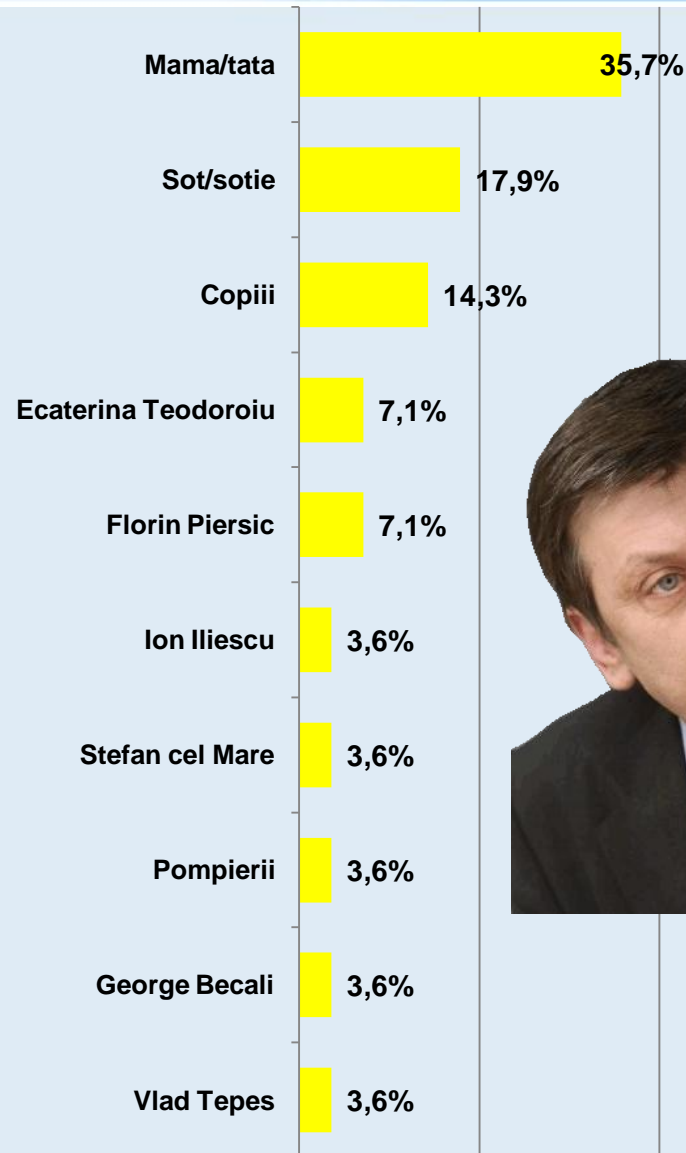 Mama/tata 35,7%
Sot/sotie 17,9%
Copiii 14,3%
Ecaterina Teodoroiu 7,1%
Florin Piersic 7,1%
Ion Iliescu 3,6%
Stefan cel Mare 3,6%
Pompierii 3,6%
George Becali 3,6%
Vlad Tepes 3,6%